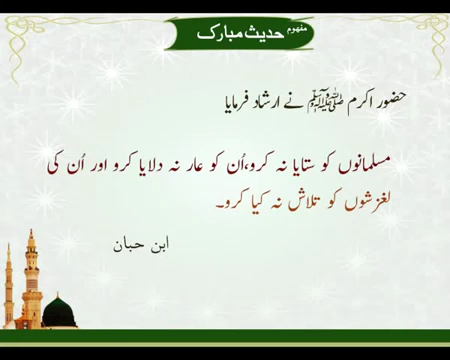 مفہوم حدیث مبارک
حضور اکرم ﷺ نے ارشاد فرمایا
مسلمانوں کو ستایا نہ کرو،اُن کو عار نہ دلایا کرو اور اُن کی
لغزشوں کو تلاش نہ کیا کرو۔
ابن حبان